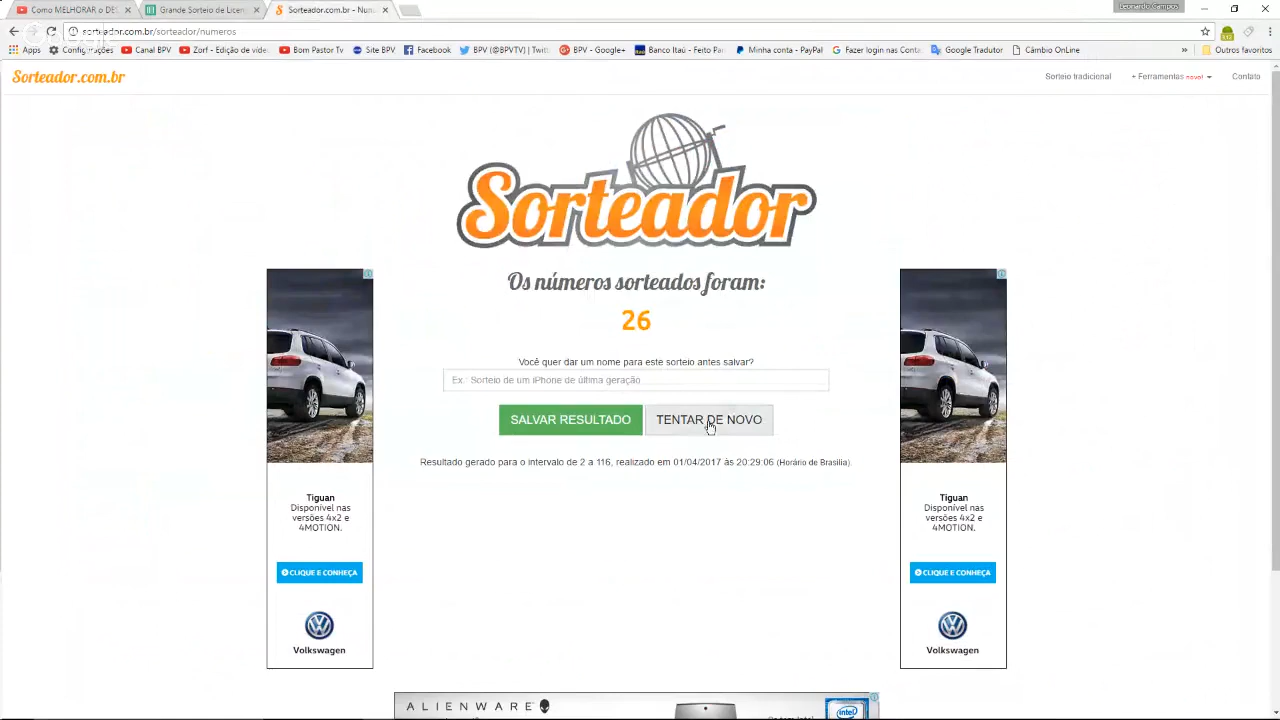 Como MELHORAR o DE
Grande Sorteio de Licen
Sorteador.com.br - Num
Leonardo Campos
sorteador.com.br/sorteador/numeros
Apps
Configurações
Canal BPV
Zorf - Edição de vídeo
Bom Pastor Tv
Site BPV
Facebook
BPV (@BPVTV) | Twitt
BPV - Google+
Banco Itaú - Feito Para
Minha conta - PayPal
Fazer login nas Conta
Google Tradutor
Câmbio OnLine
»
Outros favoritos
Sorteador.com.br
Sorteio tradicional
+ Ferramentas novo!
Contato
Sorteador
Os números sorteados foram:
26
Você quer dar um nome para este sorteio antes salvar?
Ex.: Sorteio de um iPhone de última geração
SALVAR RESULTADO
TENTAR DE NOVO
Resultado gerado para o intervalo de 2 a 116, realizado em 01/04/2017 às 20:29:06 (Horário de Brasília).
Tiguan
Disponível nas
versões 4x2 e
4MOTION.
CLIQUE E CONHEÇA
Volkswagen
Tiguan
Disponível nas
versões 4x2 e
4MOTION.
CLIQUE E CONHEÇA
Volkswagen
ALIENWARE
intel